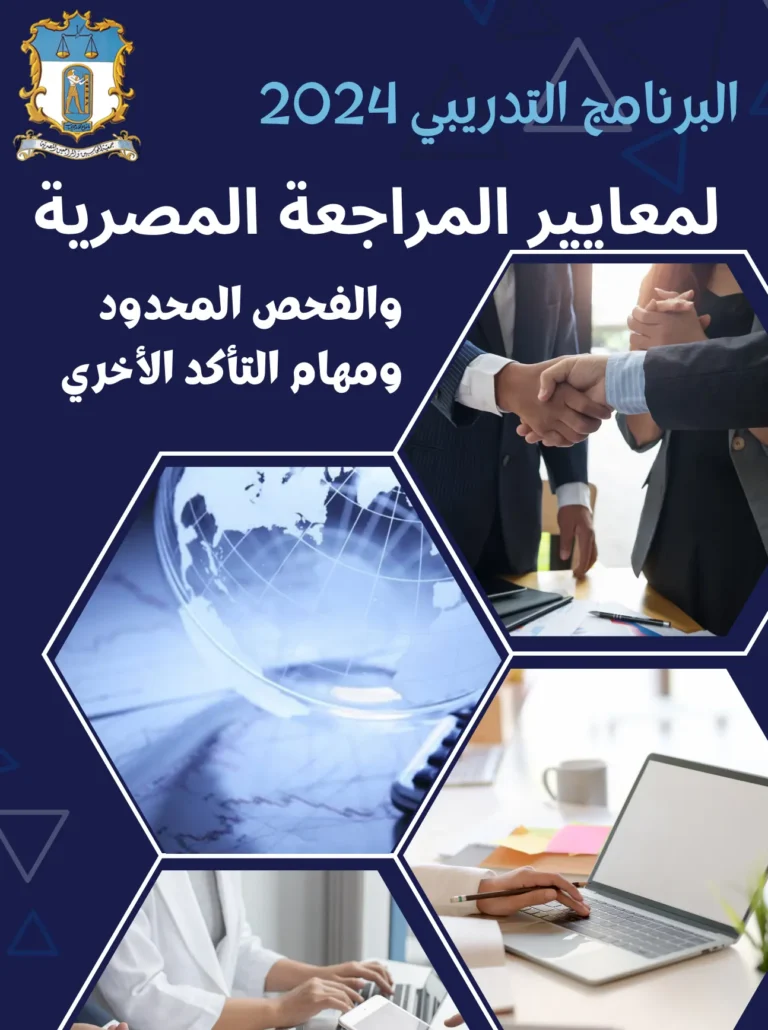 البرنامج التدريبي 2024
لمعايير المراجعة المصرية
والفحص المحدود
ومهام التأكد الأخري